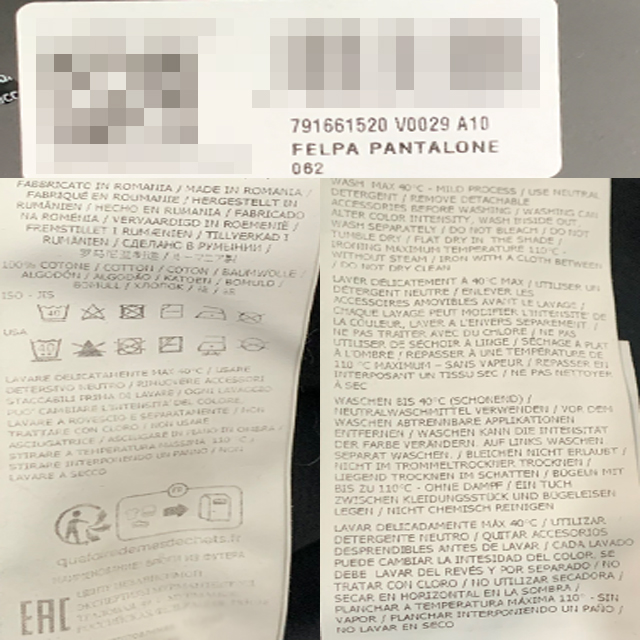 791661520 V0029 A10
FELPA PANTALONE
062
FABBRICATO IN ROMANIA / MADE IN ROMANIA /
FABRIQUÉ EN ROUMANIE / HERGESTELLT IN
RUMÄNIEN / HECHO EN RUMANIA / FABRICADO
NA ROMÉNIA / VERVAARDIGD IN ROEMENIË /
FREMSTILLET I RUMÆNIEN / TILLVERKAD I
RUMÄNIEN / СДЕЛАНО В РУМЫНИИ /
100% COTONE / COTTON / COTON / BAUMWOLLE /
ALGODÓN / ALGODÃO / KATOEN / BOMULD /
BOMULL / ХЛОПОК / 棉 / 綿
ISO - JIS
40
USA
40
LAVARE DELICATAMENTE MAX 40°C / USARE
DETERSIVO NEUTRO / RIMUOVERE ACCESSORI
STACCABILI PRIMA DI LAVARE / OGNI LAVAGGIO
PUO' CAMBIARE L'INTENSITA' DEL COLORE,
LAVARE A ROVESCIO E SEPARATAMENTE / NON
TRATTARE CON CLORO / NON USARE
ASCIUGATRICE / ASCIUGARE IN PIANO IN OMBRA /
STIRARE A TEMPERATURA MASSIMA 110°C -
STIRARE INTERPONENDO UN PANNO / NON
LAVARE A SECCO
FR
quefairedemesdechets.fr
EAC
WASH MAX 40°C - MILD PROCESS / USE NEUTRAL
DETERGENT / REMOVE DETACHABLE
ACCESSORIES BEFORE WASHING / WASHING CAN
ALTER COLOR INTENSITY, WASH INSIDE OUT
WASH SEPARATELY / DO NOT BLEACH / DO NOT
TUMBLE DRY / FLAT DRY IN THE SHADE /
IRONING MAXIMUM TEMPERATURE 110°C -
WITHOUT STEAM / IRON WITH A CLOTH BETWEEN
/ DO NOT DRY CLEAN
LAVER DÉLICATEMENT À 40°C MAX / UTILISER UN
DÉTERGENT NEUTRE / ENLEVER LES
ACCESSOIRES AMOVIBLES AVANT LE LAVAGE /
CHAQUE LAVAGE PEUT MODIFIER L'INTENSITÉ DE
LA COULEUR, LAVER A L'ENVERS SEPAREMENT /
NE PAS TRAITER AVEC DU CHLORE / NE PAS
UTILISER DE SÉCHOIR À LINGE / SÉCHAGE A PLAT
À L'OMBRE / REPASSER À UNE TEMPÉRATURE DE
110 °C MAXIMUM - SANS VAPEUR / REPASSER EN
INTERPOSANT UN TISSU SEC / NE PAS NETTOYER
À SEC
WASCHEN BIS 40°C (SCHONEND) /
NEUTRALWASCHMITTEL VERWENDEN / VOR DEM
WASCHEN ABTRENNBARE APPLIKATIONEN
ENTFERNEN / WASCHEN KANN DIE INTENSITÄT
DER FARBE VERÄNDERN. AUF LINKS WASCHEN
SEPARAT WASCHEN. / BLEICHEN NICHT ERLAUBT /
NICHT IM TROMMELTROCKNER TROCKNEN /
LIEGEND TROCKNEN IM SCHATTEN / BÜGELN MIT
BIS ZU 110°C - OHNE DAMPF / EIN TUCH
ZWISCHEN KLEIDUNGSSTÜCK UND BÜGELEISEN
LEGEN / NICHT CHEMISCH REINIGEN
LAVAR DELICADAMENTE MÁX 40°C / UTILIZAR
DETERGENTE NEUTRO / QUITAR ACCESORIOS
DESPRENDIBLES ANTES DE LAVAR / CADA LAVADO
PUEDE CAMBIAR LA INTESIDAD DEL COLOR, SE
DEBE LAVAR DEL REVÉS Y POR SEPARADO / NO
TRATAR CON CLORO / NO UTILIZAR SECADORA /
SECAR EN HORIZONTAL EN LA SOMBRA /
PLANCHAR A TEMPERATURA MÁXIMA 110° - SIN
VAPOR / PLANCHAR INTERPONIENDO UN PAÑO /
NO LAVAR EN SECO